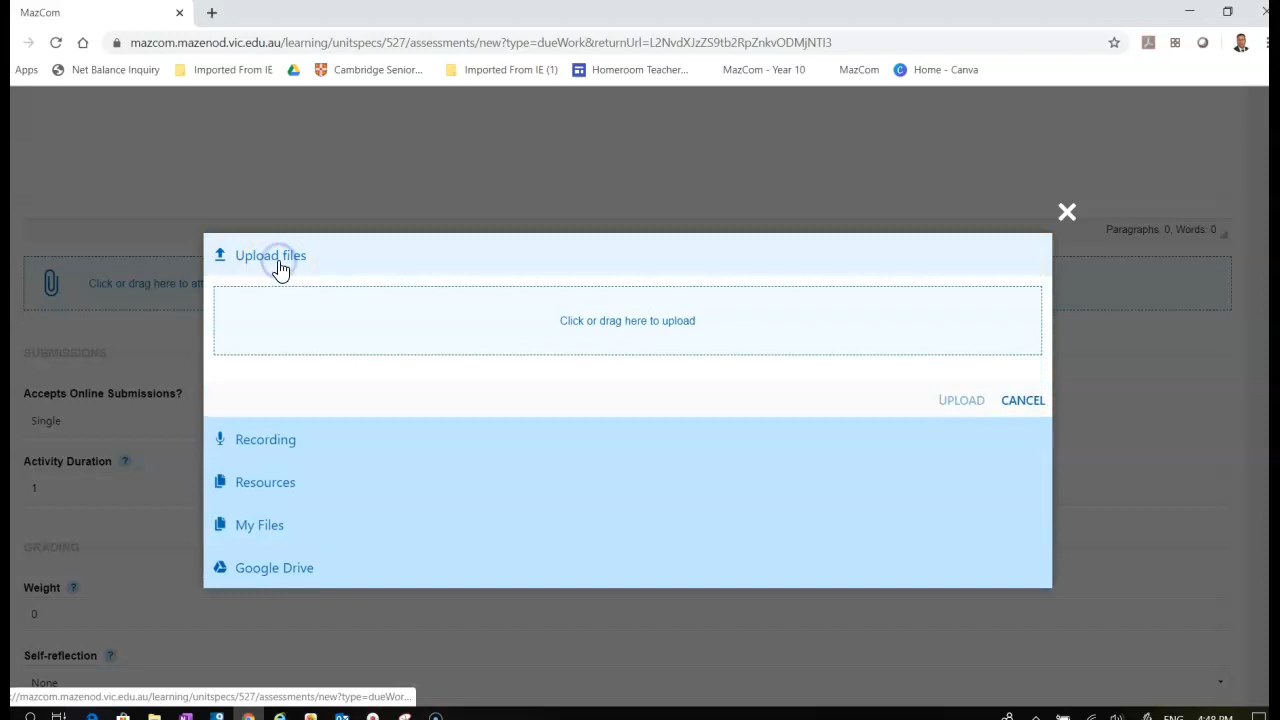 MazCom
mazcom.mazenod.vic.edu.au/learning/unitspecs/527/assessments/new?type=dueWork&returnUrl=L2NvdXJzZS9tb2RpZnkvODMjNTI3
Apps Net Balance Inquiry Imported From IE Cambridge Senior... Imported From IE (1) Homeroom Teacher... MazCom - Year 10 MazCom Home - Canva
Paragraphs: 0, Words: 0
Upload files
Click or drag here to att
Click or drag here to upload
SUBMISSIONS
Accepts Online Submissions?
UPLOAD CANCEL
Single
Recording
Activity Duration ?
Resources
1
My Files
GRADING
Google Drive
Weight ?
0
Self-reflection ?
None
://mazcom.mazenod.vic.edu.au/learning/unitspecs/527/assessments/new?type=dueWor...
ENG 4:48 PM